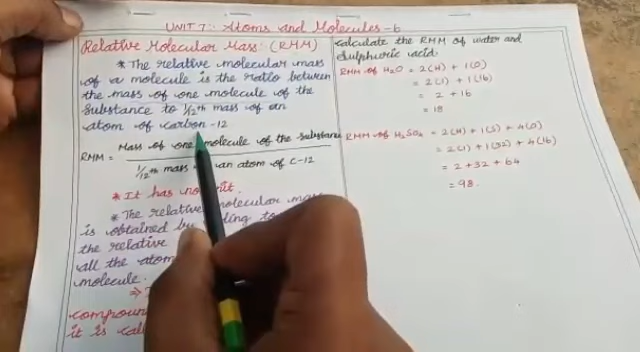 UNIT 7:- Atoms and Molecules -6
Relative Molecular Mass: (RMM)
* The relative molecular mass
of a molecule is the ratio between
the mass of one molecule of the
substance to 1/12th mass of an
atom of carbon-12
RMM = Mass of one molecule of the substance
1/12th mass an atom of C-12
* It has no unit.
* The relative molecular mass
is obtained by
the relative
all the atom
molecule.
⇒
compoun
it is call
calculate the RMM of water and
sulphuric acid.
RMM of H2O = 2(H) + 1(O)
= 2(1) + 1(16)
= 2 + 16
= 18
RMM of H2SO4 = 2(H) + 1(S) + 4(O)
= 2(1) + 1(32) + 4(16)
= 2 + 32 + 64
= 98.